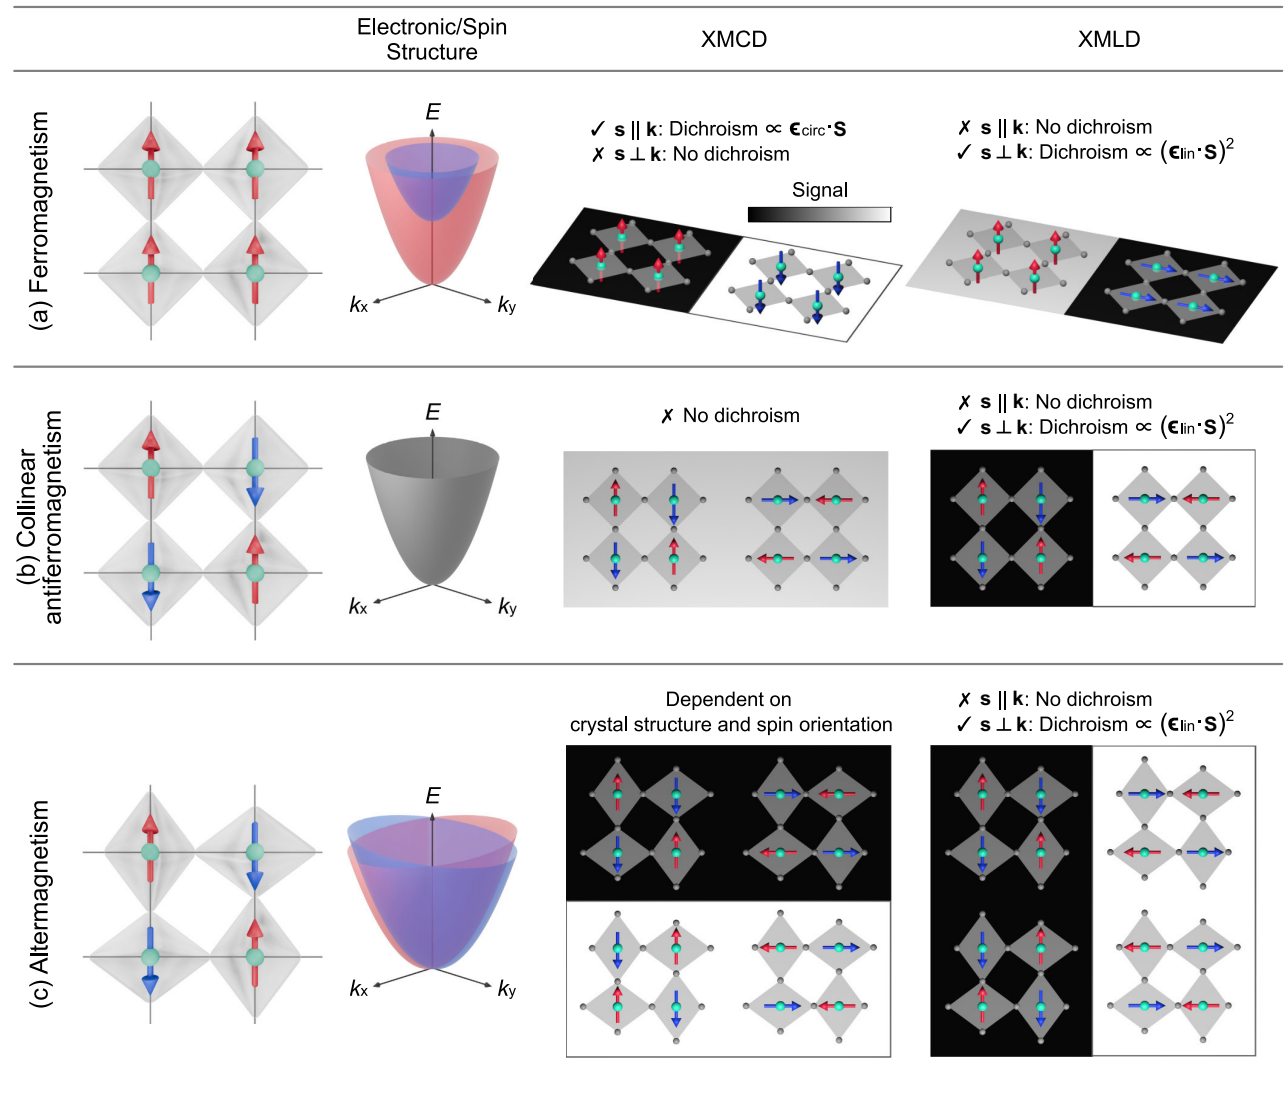 Electronic/Spin
Structure
XMCD
XMLD
(a) Ferromagnetism
E
kx
ky
✓ s ∥ k: Dichroism ∝ ϵcirc·S
✗ s ⊥ k: No dichroism
Signal
✗ s ∥ k: No dichroism
✓ s ⊥ k: Dichroism ∝ (ϵlin·S)²
(b) Collinear
antiferromagnetism
E
kx
ky
✗ No dichroism
✗ s ∥ k: No dichroism
✓ s ⊥ k: Dichroism ∝ (ϵlin·S)²
(c) Altermagnetism
E
kx
ky
Dependent on
crystal structure and spin orientation
✗ s ∥ k: No dichroism
✓ s ⊥ k: Dichroism ∝ (ϵlin·S)²